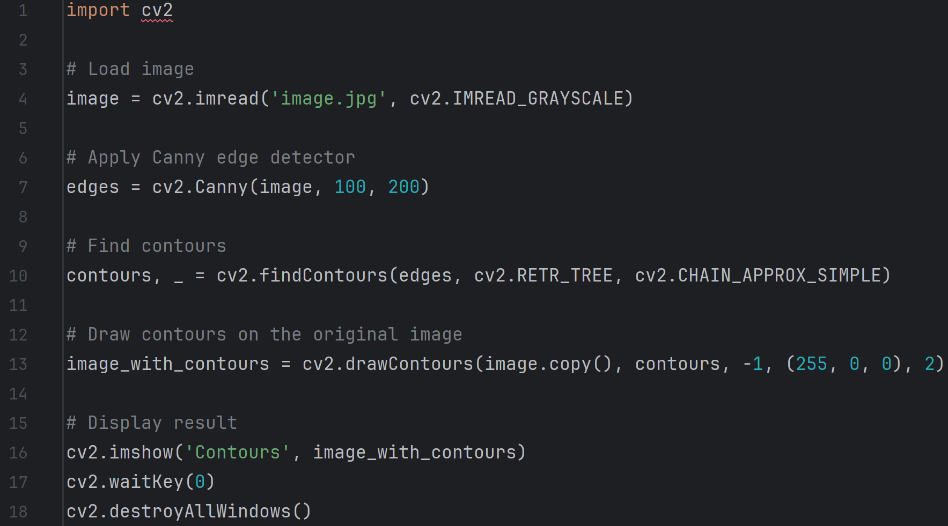 1 import cv2
2
3 # Load image
4 image = cv2.imread('image.jpg', cv2.IMREAD_GRAYSCALE)
5
6 # Apply Canny edge detector
7 edges = cv2.Canny(image, 100, 200)
8
9 # Find contours
10 contours, _ = cv2.findContours(edges, cv2.RETR_TREE, cv2.CHAIN_APPROX_SIMPLE)
11
12 # Draw contours on the original image
13 image_with_contours = cv2.drawContours(image.copy(), contours, -1, (255, 0, 0), 2)
14
15 # Display result
16 cv2.imshow('Contours', image_with_contours)
17 cv2.waitKey(0)
18 cv2.destroyAllWindows()